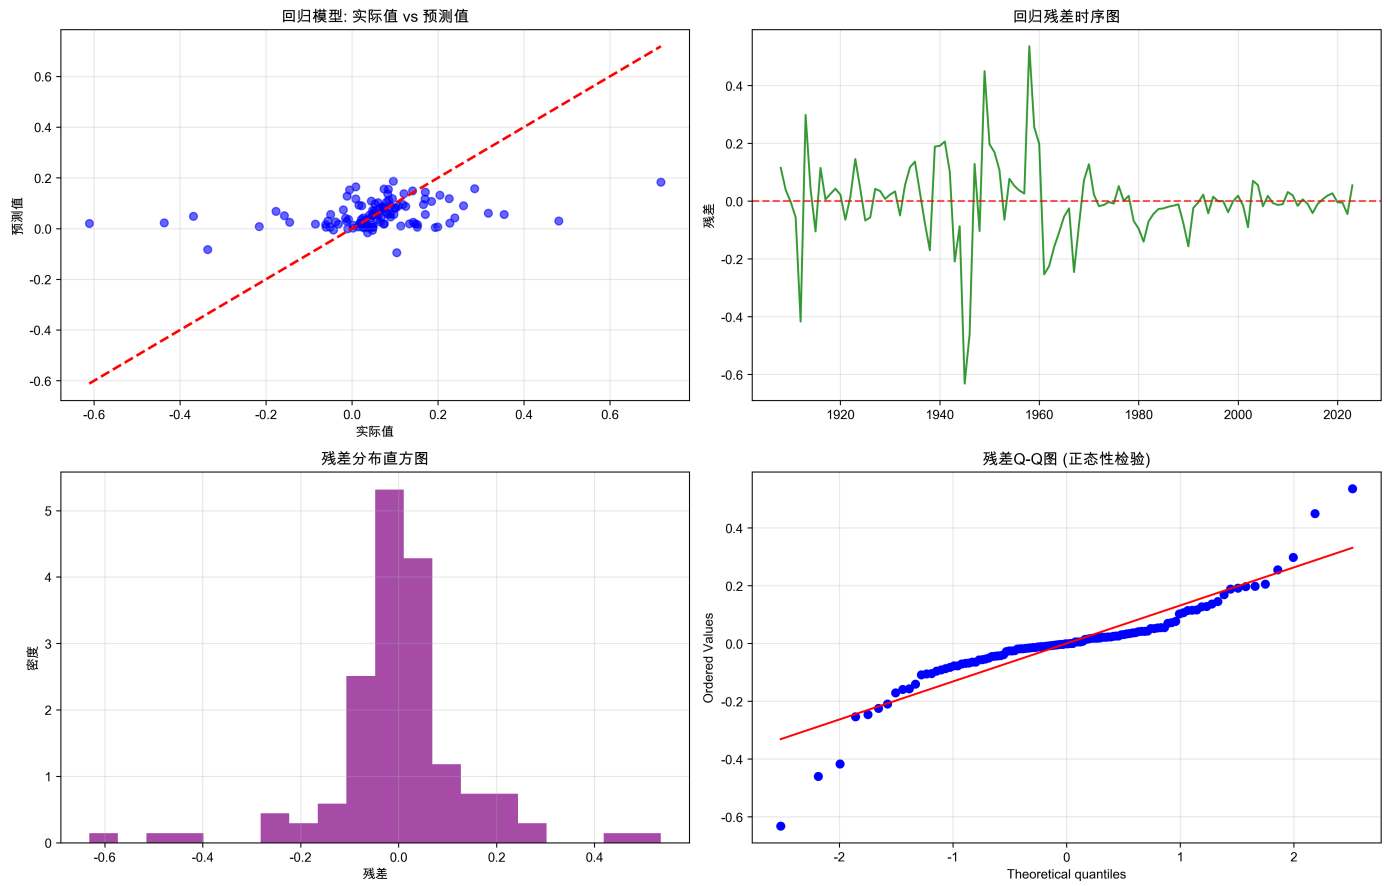 回归模型: 实际值 vs 预测值
预测值
0.6
0.4
0.2
0.0
-0.2
-0.4
-0.6
-0.6 -0.4 -0.2 0.0 0.2 0.4 0.6
实际值
回归残差时序图
残差
0.4
0.2
0.0
-0.2
-0.4
-0.6
1920 1940 1960 1980 2000 2020
残差分布直方图
密度
5
4
3
2
1
0
-0.6 -0.4 -0.2 0.0 0.2 0.4
残差
残差Q-Q图 (正态性检验)
Ordered Values
0.4
0.2
0.0
-0.2
-0.4
-0.6
-2 -1 0 1 2
Theoretical quantiles